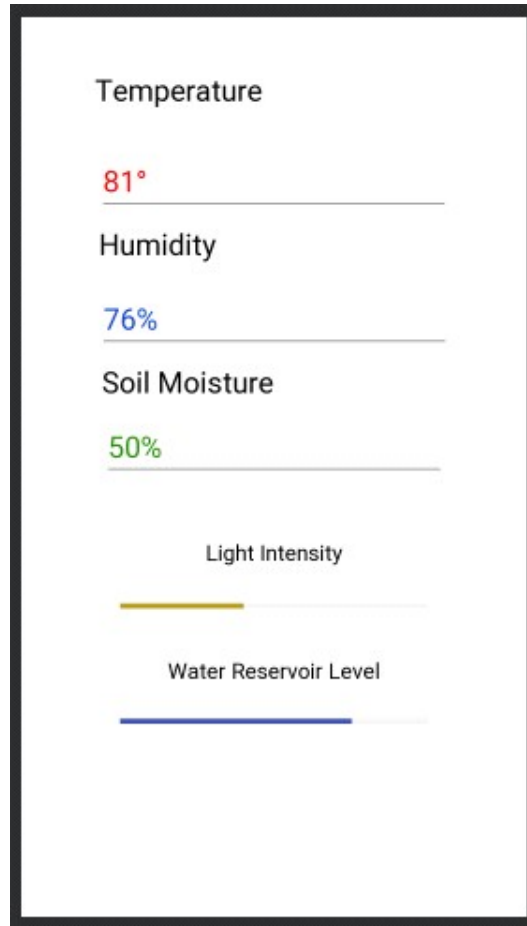 Temperature
81°
Humidity
76%
Soil Moisture
50%
Light Intensity
Water Reservoir Level